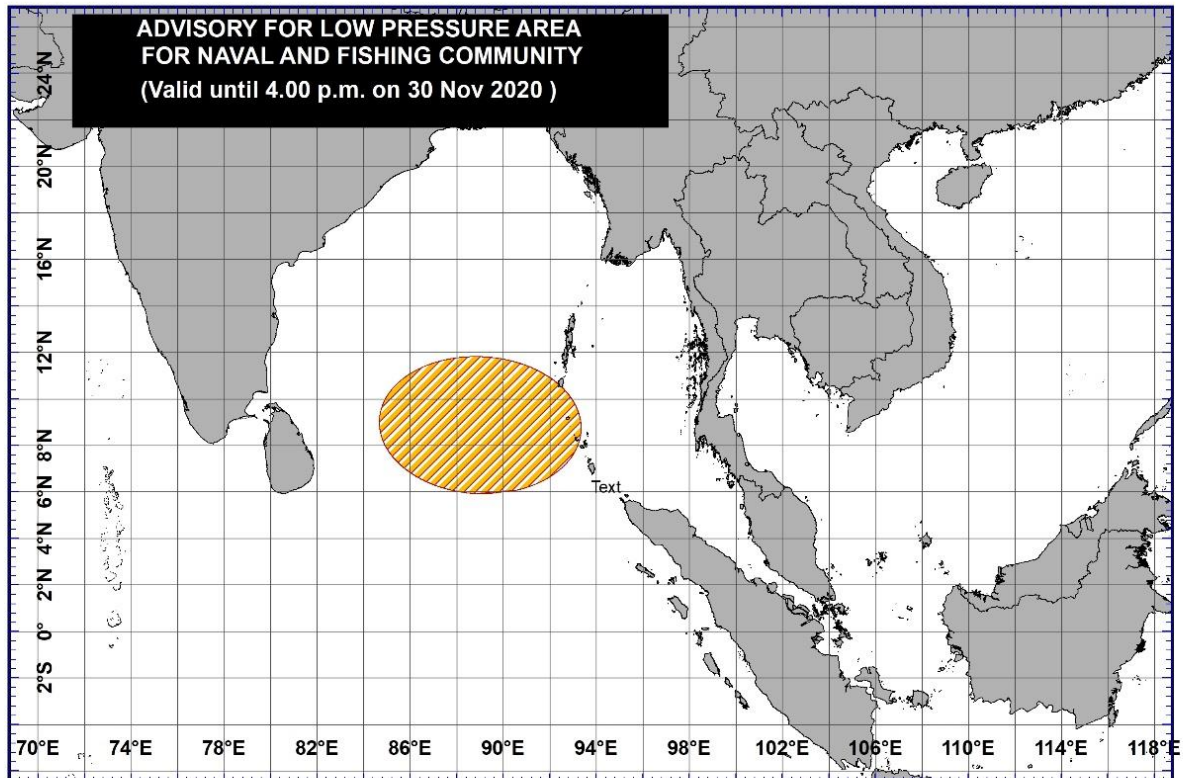 ADVISORY FOR LOW PRESSURE AREA
FOR NAVAL AND FISHING COMMUNITY
(Valid until 4.00 p.m. on 30 Nov 2020 )
24°N
20°N
16°N
12°N
8°N
6°N
Text
4°N
2°N
0°
2°S
70°E 74°E 78°E 82°E 86°E 90°E 94°E 98°E 102°E 106°E 110°E 114°E 118°E